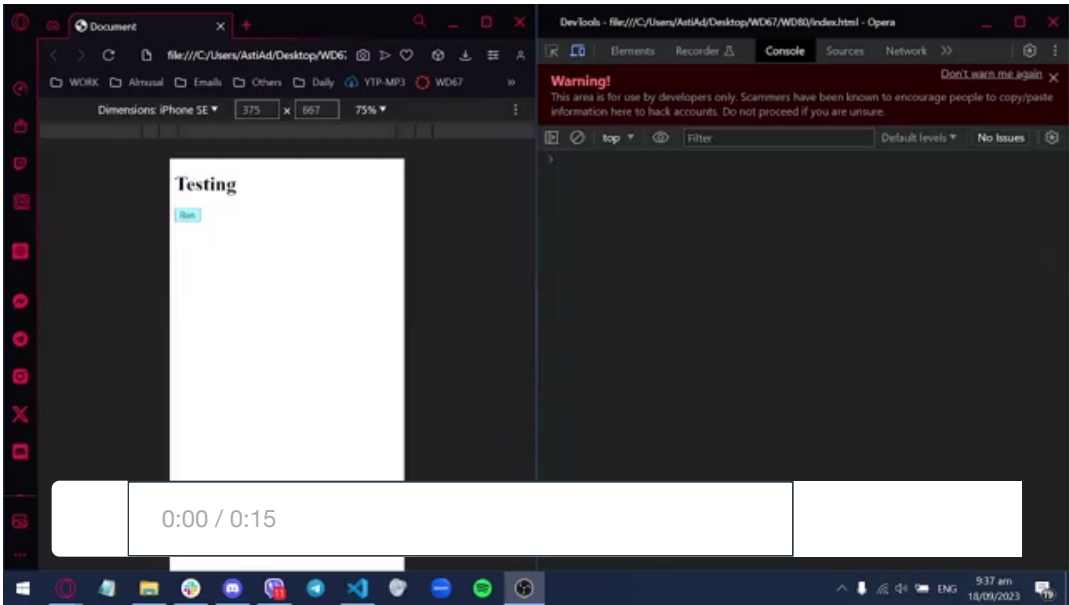 Document
DevTools - file:///C:/Users/AstiAd/Desktop/WD67/WD80/index.html - Opera
file:///C:/Users/AstiAd/Desktop/WD67
Elements Recorder Console Sources Network
WORK Almusal Emails Others Daily YTP-MP3 WD67
Warning! Don't warn me again
This area is for use by developers only. Scammers have been known to encourage people to copy/paste
information here to hack accounts. Do not proceed if you are unsure.
Dimensions: iPhone SE 375 x 667 75%
top Filter Default levels No Issues
Testing
Run
0:00 / 0:15
ENG
9:37 am
18/09/2023
19